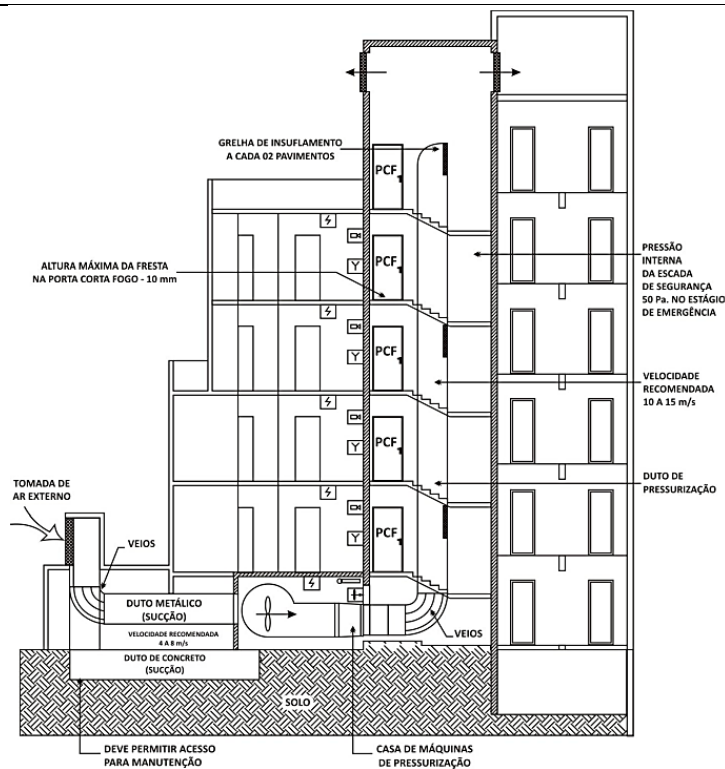 GRELHA DE INSUFLAMENTO
A CADA 02 PAVIMENTOS
PCF
ALTURA MÁXIMA DA FRESTA
NA PORTA CORTA FOGO - 10 mm
PCF
PRESSÃO
INTERNA
DA ESCADA
DE SEGURANÇA
50 Pa. NO ESTÁGIO
DE EMERGÊNCIA
PCF
VELOCIDADE
RECOMENDADA
10 A 15 m/s
PCF
DUTO DE
PRESSURIZAÇÃO
TOMADA DE
AR EXTERNO
PCF
VEIOS
DUTO METÁLICO
(SUCÇÃO)
VELOCIDADE RECOMENDADA
4 A 8 m/s
VEIOS
DUTO DE CONCRETO
(SUCÇÃO)
SOLO
DEVE PERMITIR ACESSO
PARA MANUTENÇÃO
CASA DE MÁQUINAS
DE PRESSURIZAÇÃO